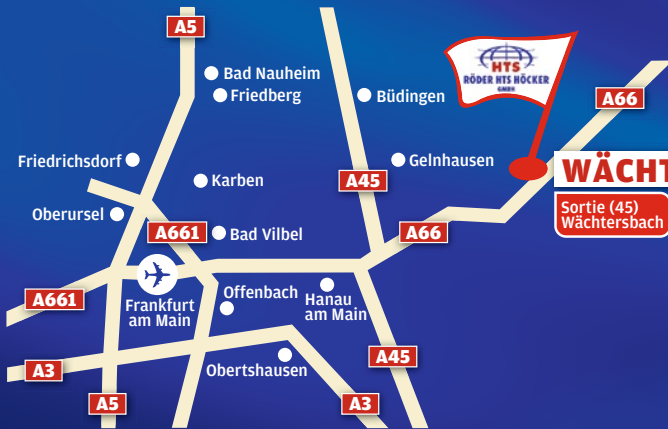 A5
Bad Nauheim
Friedberg
Büdingen
HTS
RÖDER HTS HÖCKER
GMBH
A66
Friedrichsdorf
Karben
A45
Gelnhausen
WÄCHT
Oberursel
A661
Bad Vilbel
A66
Sortie (45)
Wächtersbach
A661
Frankfurt
am Main
Offenbach
Hanau
am Main
A3
Obertshausen
A45
A5
A3